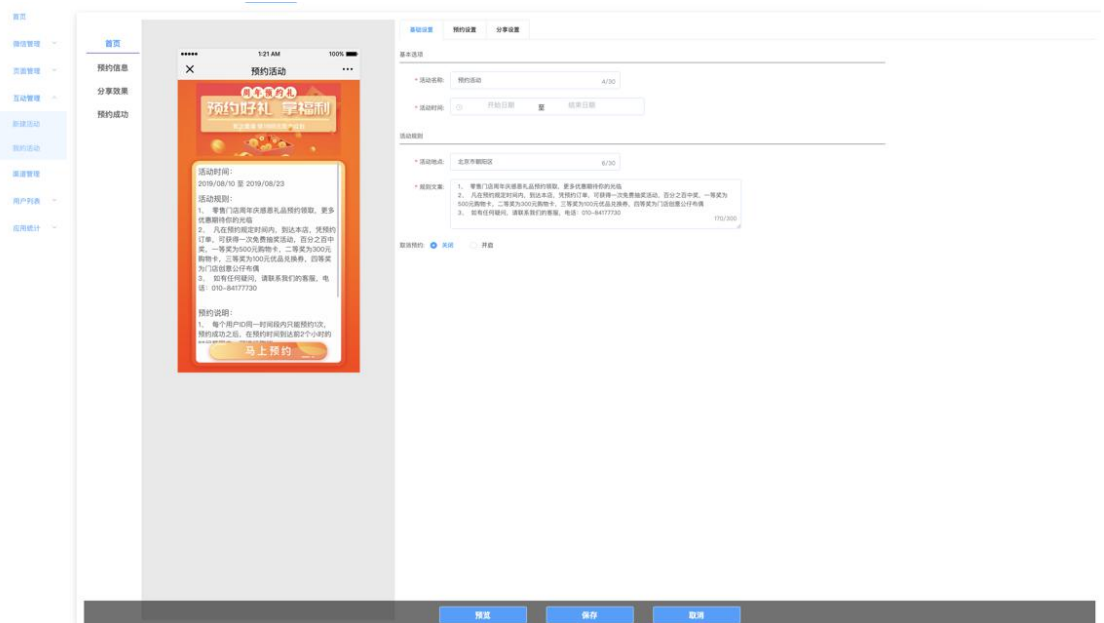 首页
微信管理
页面管理
互动管理
新建活动
预约活动
渠道管理
用户列表
应用统计
首页
预约信息
分享效果
预约成功
1:21 AM
100%
预约活动
周年预约礼
预约好礼 享福利
活动时间：
2019/08/10 至 2019/08/23
活动规则：
1、 零售门店周年庆感恩礼品预约领取，更多
优惠期待你的光临
2、 凡在预约规定时间内，到达本店，凭预约
订单，可获得一次免费抽奖活动，百分之百中
奖，一等奖为500元购物卡，二等奖为300元
购物卡，三等奖为100元优品兑换券，四等奖
为门店创意公仔布偶
3、 如有任何疑问，请联系我们的客服，电
话：010-84177730
预约说明：
1、 每个用户ID同一时间段内只能预约1次，
预约成功之后，在预约时间到达前2个小时的
马上预约
基础设置 预约设置 分享设置
基本选项
* 活动名称: 预约活动 4/30
* 活动时间: 开始日期 至 结束日期
活动规则
* 活动地点: 北京市朝阳区 6/30
* 规则文案: 1、 零售门店周年庆感恩礼品预约领取，更多优惠期待你的光临
2、 凡在预约规定时间内，到达本店，凭预约订单，可获得一次免费抽奖活动，百分之百中奖，一等奖为
500元购物卡，二等奖为300元购物卡，三等奖为100元优品兑换券，四等奖为门店创意公仔布偶
3、 如有任何疑问，请联系我们的客服，电话：010-84177730
170/300
取消预约: 关闭 开启
预览 保存 取消